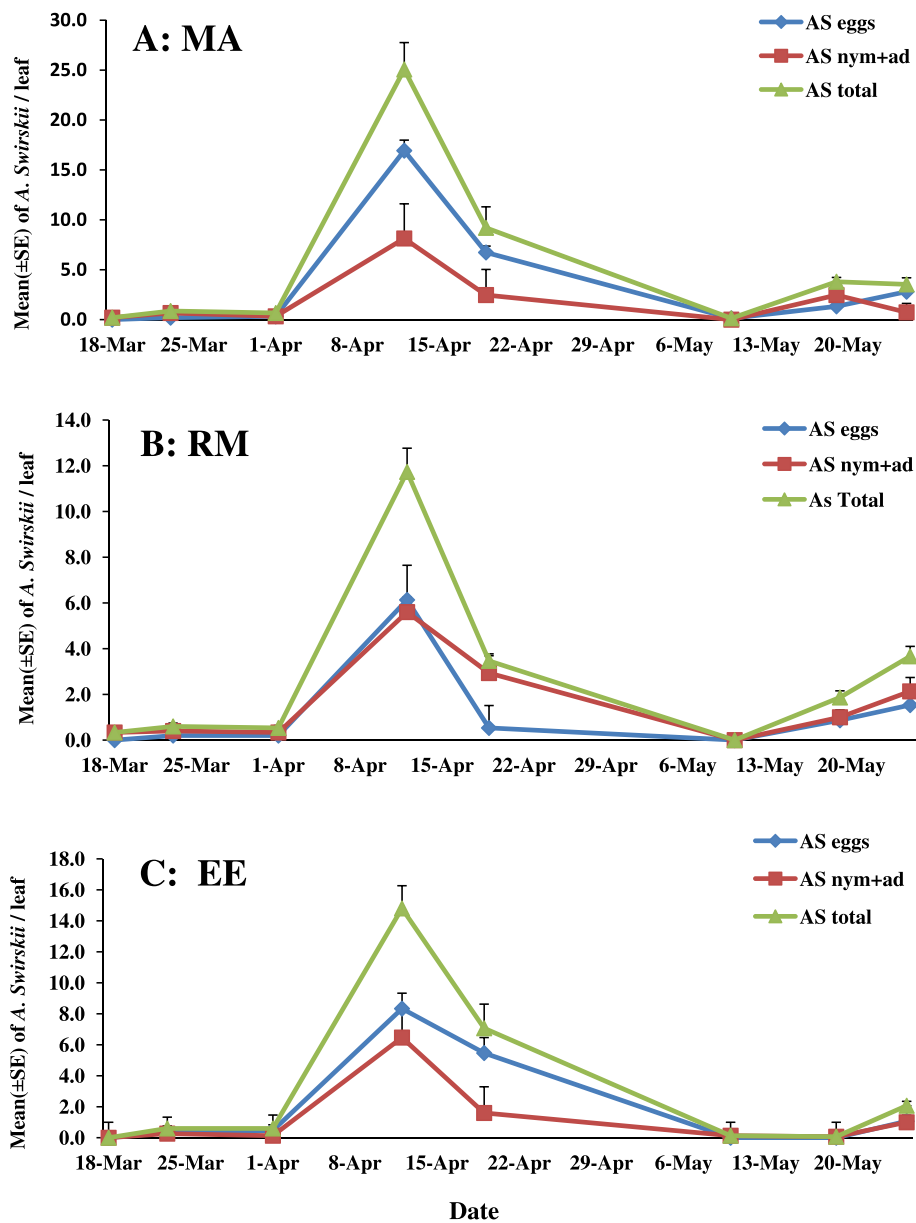 A: MA
AS eggs
AS nym+ad
AS total
Mean(±SE) of A. Swirskii / leaf
30.0
25.0
20.0
15.0
10.0
5.0
0.0
18-Mar 25-Mar 1-Apr 8-Apr 15-Apr 22-Apr 29-Apr 6-May 13-May 20-May
B: RM
AS eggs
AS nym+ad
As Total
Mean(±SE) of A. Swirskii / leaf
14.0
12.0
10.0
8.0
6.0
4.0
2.0
0.0
18-Mar 25-Mar 1-Apr 8-Apr 15-Apr 22-Apr 29-Apr 6-May 13-May 20-May
C: EE
AS eggs
AS nym+ad
AS total
Mean(±SE) of A. Swirskii / leaf
18.0
16.0
14.0
12.0
10.0
8.0
6.0
4.0
2.0
0.0
18-Mar 25-Mar 1-Apr 8-Apr 15-Apr 22-Apr 29-Apr 6-May 13-May 20-May
Date